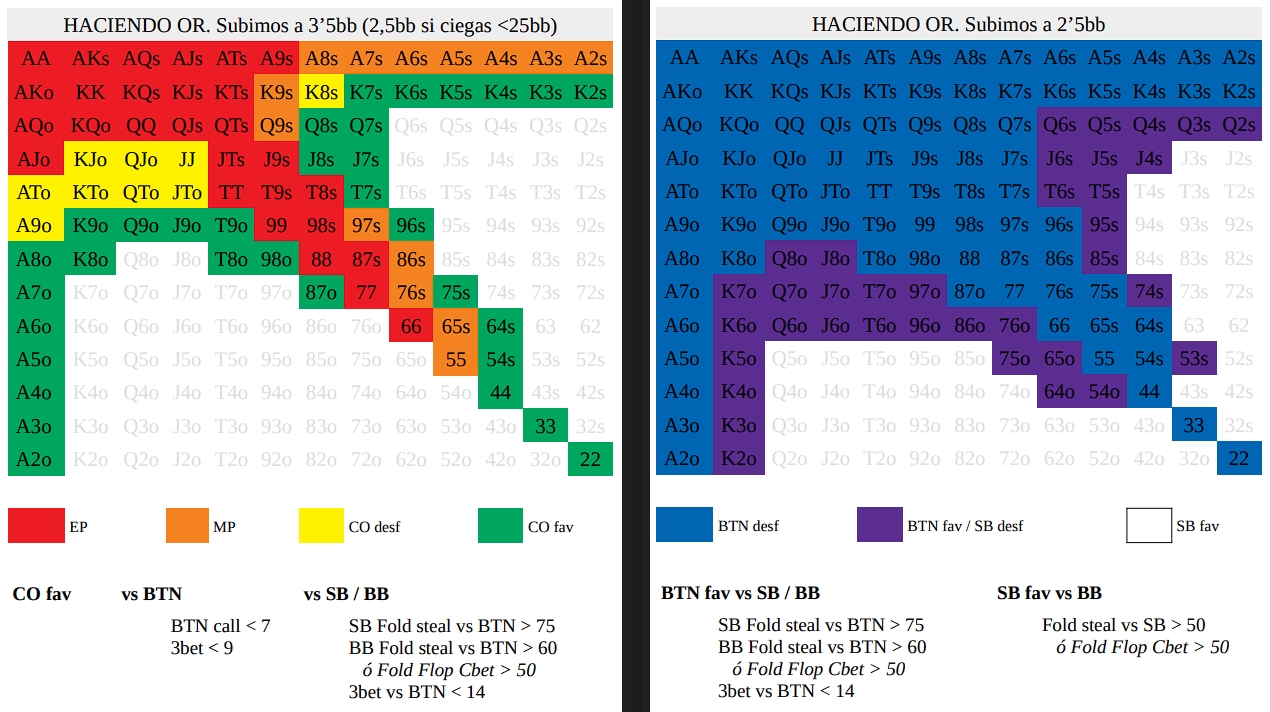 HACIENDO OR. Subimos a 3’5bb (2,5bb si ciegas <25bb)
AA AKs AQs AJs ATs A9s A8s A7s A6s A5s A4s A3s A2s
AKo KK KQs KJs KTs K9s K8s K7s K6s K5s K4s K3s K2s
AQo KQo QQ QJs QTs Q9s Q8s Q7s Q6s Q5s Q4s Q3s Q2s
AJo KJo QJo JJ JTs J9s J8s J7s J6s J5s J4s J3s J2s
ATo KTo QTo JTo TT T9s T8s T7s T6s T5s T4s T3s T2s
A9o K9o Q9o J9o T9o 99 98s 97s 96s 95s 94s 93s 92s
A8o K8o Q8o J8o T8o 98o 88 87s 86s 85s 84s 83s 82s
A7o K7o Q7o J7o T7o 97o 87o 77 76s 75s 74s 73s 72s
A6o K6o Q6o J6o T6o 96o 86o 76o 66 65s 64s 63 62
A5o K5o Q5o J5o T5o 95o 85o 75o 65o 55 54s 53s 52s
A4o K4o Q4o J4o T4o 94o 84o 74o 64o 54o 44 43s 42s
A3o K3o Q3o J3o T3o 93o 83o 73o 63o 53o 43o 33 32s
A2o K2o Q2o J2o T2o 92o 82o 72o 62o 52o 42o 32o 22
EP MP CO desf CO fav
CO fav vs BTN vs SB / BB
BTN call < 7 SB Fold steal vs BTN > 75
3bet < 9 BB Fold steal vs BTN > 60
ó Fold Flop Cbet > 50
3bet vs BTN < 14
HACIENDO OR. Subimos a 2’5bb
AA AKs AQs AJs ATs A9s A8s A7s A6s A5s A4s A3s A2s
AKo KK KQs KJs KTs K9s K8s K7s K6s K5s K4s K3s K2s
AQo KQo QQ QJs QTs Q9s Q8s Q7s Q6s Q5s Q4s Q3s Q2s
AJo KJo QJo JJ JTs J9s J8s J7s J6s J5s J4s J3s J2s
ATo KTo QTo JTo TT T9s T8s T7s T6s T5s T4s T3s T2s
A9o K9o Q9o J9o T9o 99 98s 97s 96s 95s 94s 93s 92s
A8o K8o Q8o J8o T8o 98o 88 87s 86s 85s 84s 83s 82s
A7o K7o Q7o J7o T7o 97o 87o 77 76s 75s 74s 73s 72s
A6o K6o Q6o J6o T6o 96o 86o 76o 66 65s 64s 63 62
A5o K5o Q5o J5o T5o 95o 85o 75o 65o 55 54s 53s 52s
A4o K4o Q4o J4o T4o 94o 84o 74o 64o 54o 44 43s 42s
A3o K3o Q3o J3o T3o 93o 83o 73o 63o 53o 43o 33 32s
A2o K2o Q2o J2o T2o 92o 82o 72o 62o 52o 42o 32o 22
BTN desf BTN fav / SB desf SB fav
BTN fav vs SB / BB SB fav vs BB
SB Fold steal vs BTN > 75 Fold steal vs SB > 50
BB Fold steal vs BTN > 60 ó Fold Flop Cbet > 50
ó Fold Flop Cbet > 50
3bet vs BTN < 14